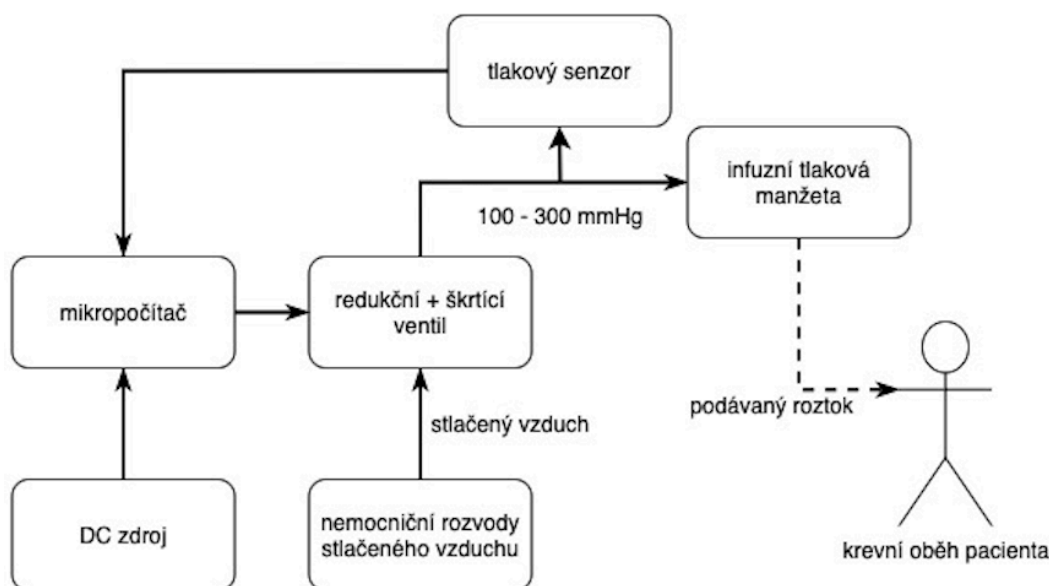 tlakový senzor
infuzní tlaková
manžeta
100 - 300 mmHg
mikropočítač
redukční + škrtící
ventil
podávaný roztok
stlačený vzduch
DC zdroj
nemocniční rozvody
stlačeného vzduchu
krevní oběh pacienta